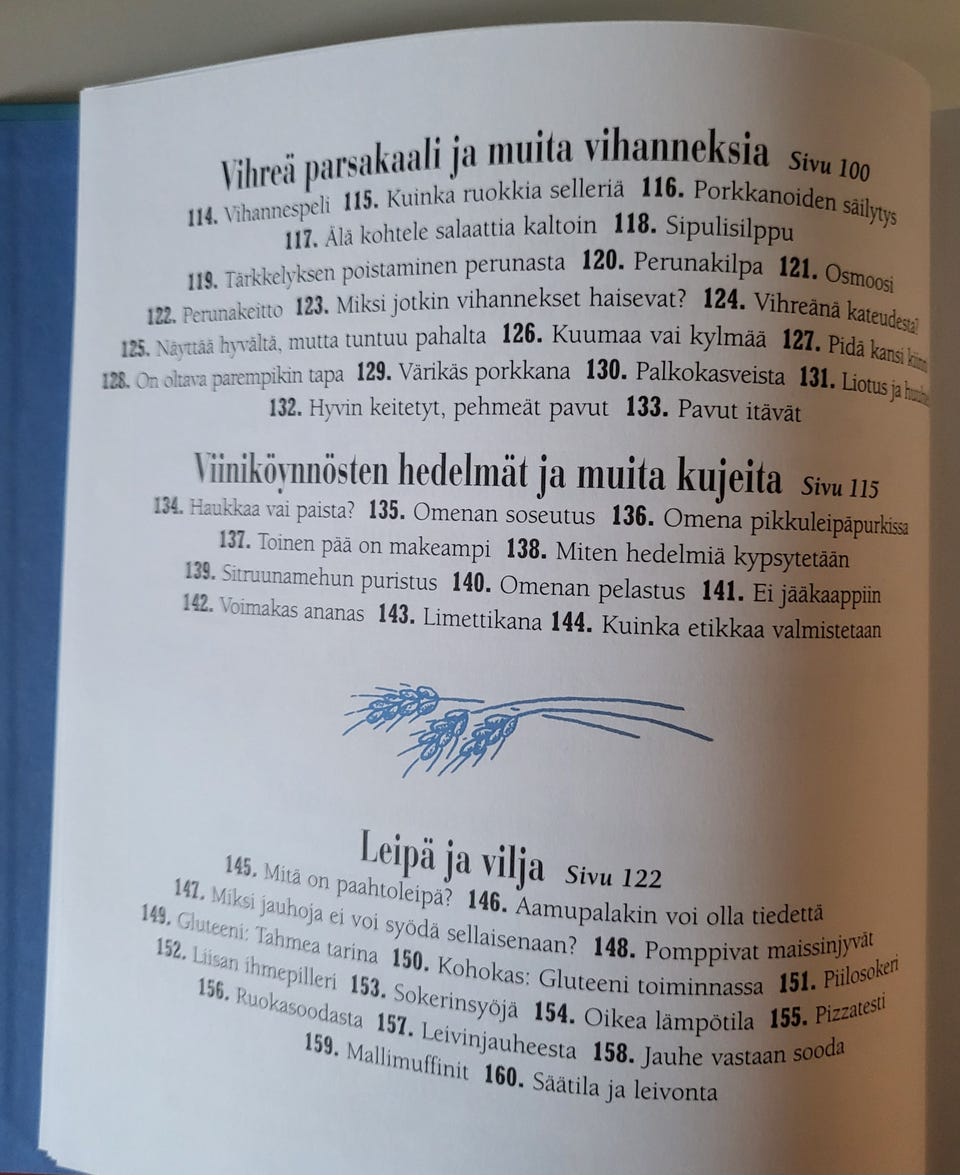 Vihreä parsakaali ja muita vihanneksia Sivu 100
114. Vihannespeli 115. Kuinka ruokkia selleriä 116. Porkkanoiden säilytys
117. Älä kohtele salaattia kaltoin 118. Sipulisilppu
119. Tärkkelyksen poistaminen perunasta 120. Perunakilpa 121. Osmoosi
122. Perunakeitto 123. Miksi jotkin vihannekset haisevat? 124. Vihreänä kateudesta?
125. Näyttää hyvältä, mutta tuntuu pahalta 126. Kuumaa vai kylmää 127. Pidä kansi kiinni
128. On oltava parempikin tapa 129. Värikäs porkkana 130. Palkokasveista 131. Liotus ja
132. Hyvin keitetyt, pehmeät pavut 133. Pavut itävät
Viiniköynnösten hedelmät ja muita kujeita Sivu 115
134. Haukkaa vai paista? 135. Omenan soseutus 136. Omena pikkuleipäpurkissa
137. Toinen pää on makeampi 138. Miten hedelmiä kypsytetään
139. Sitruunamehun puristus 140. Omenan pelastus 141. Ei jääkaappiin
142. Voimakas ananas 143. Limettikana 144. Kuinka etikkaa valmistetaan
Leipä ja vilja Sivu 122
145. Mitä on paahtoleipä? 146. Aamupalakin voi olla tiedettä
147. Miksi jauhoja ei voi syödä sellaisenaan? 148. Pomppivat maissinjyvät
149. Gluteeni: Tahmea tarina 150. Kohokas: Gluteeni toiminnassa 151. Piilosokeri
152. Liisan ihmepilleri 153. Sokerinsyöjä 154. Oikea lämpötila 155. Pizzatesti
156. Ruokasoodasta 157. Leivinjauheesta 158. Jauhe vastaan sooda
159. Mallimuffinit 160. Säätila ja leivonta